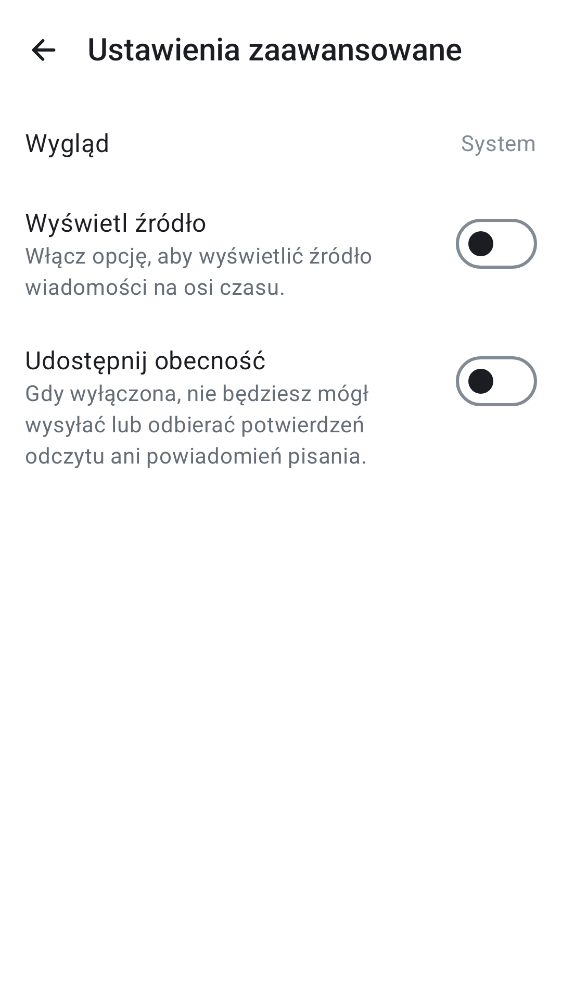 Ustawienia zaawansowane
Wygląd
System
Wyświetl źródło
Włącz opcję, aby wyświetlić źródło
wiadomości na osi czasu.
Udostępnij obecność
Gdy wyłączona, nie będziesz mógł
wysyłać lub odbierać potwierdzeń
odczytu ani powiadomień pisania.